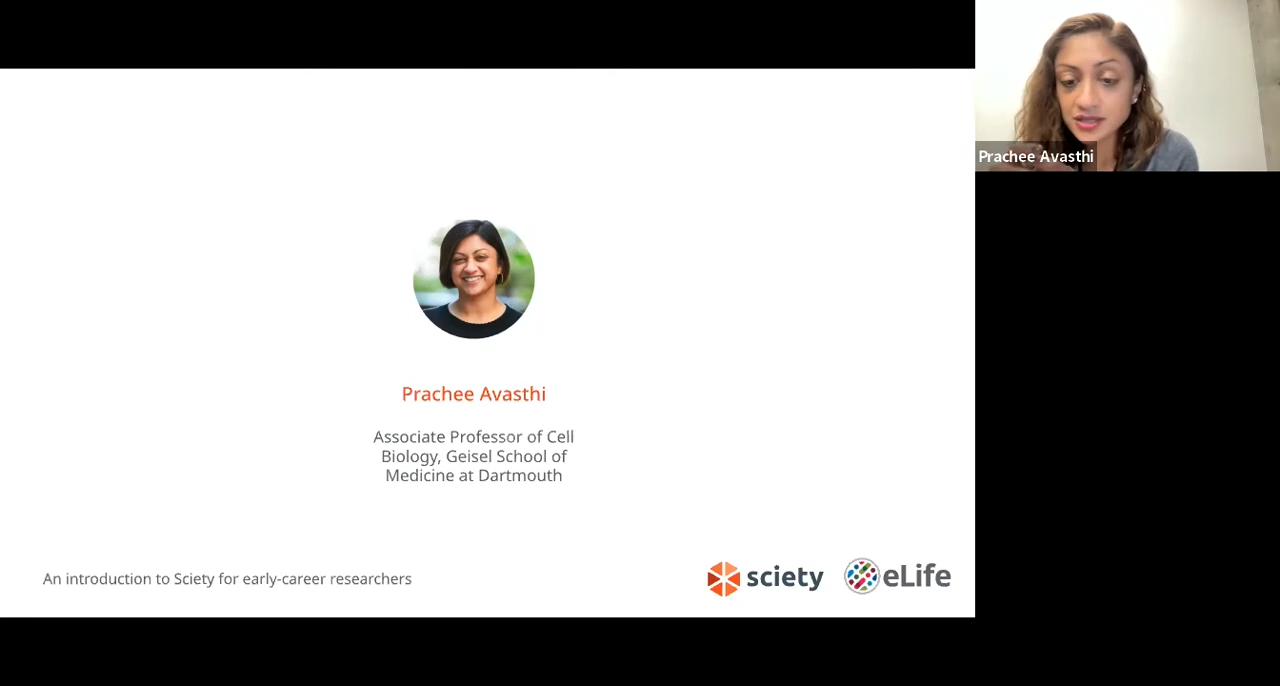 Prachee Avasthi
Prachee Avasthi
Associate Professor of Cell
Biology, Geisel School of
Medicine at Dartmouth
An introduction to Sciety for early-career researchers
sciety
eLife